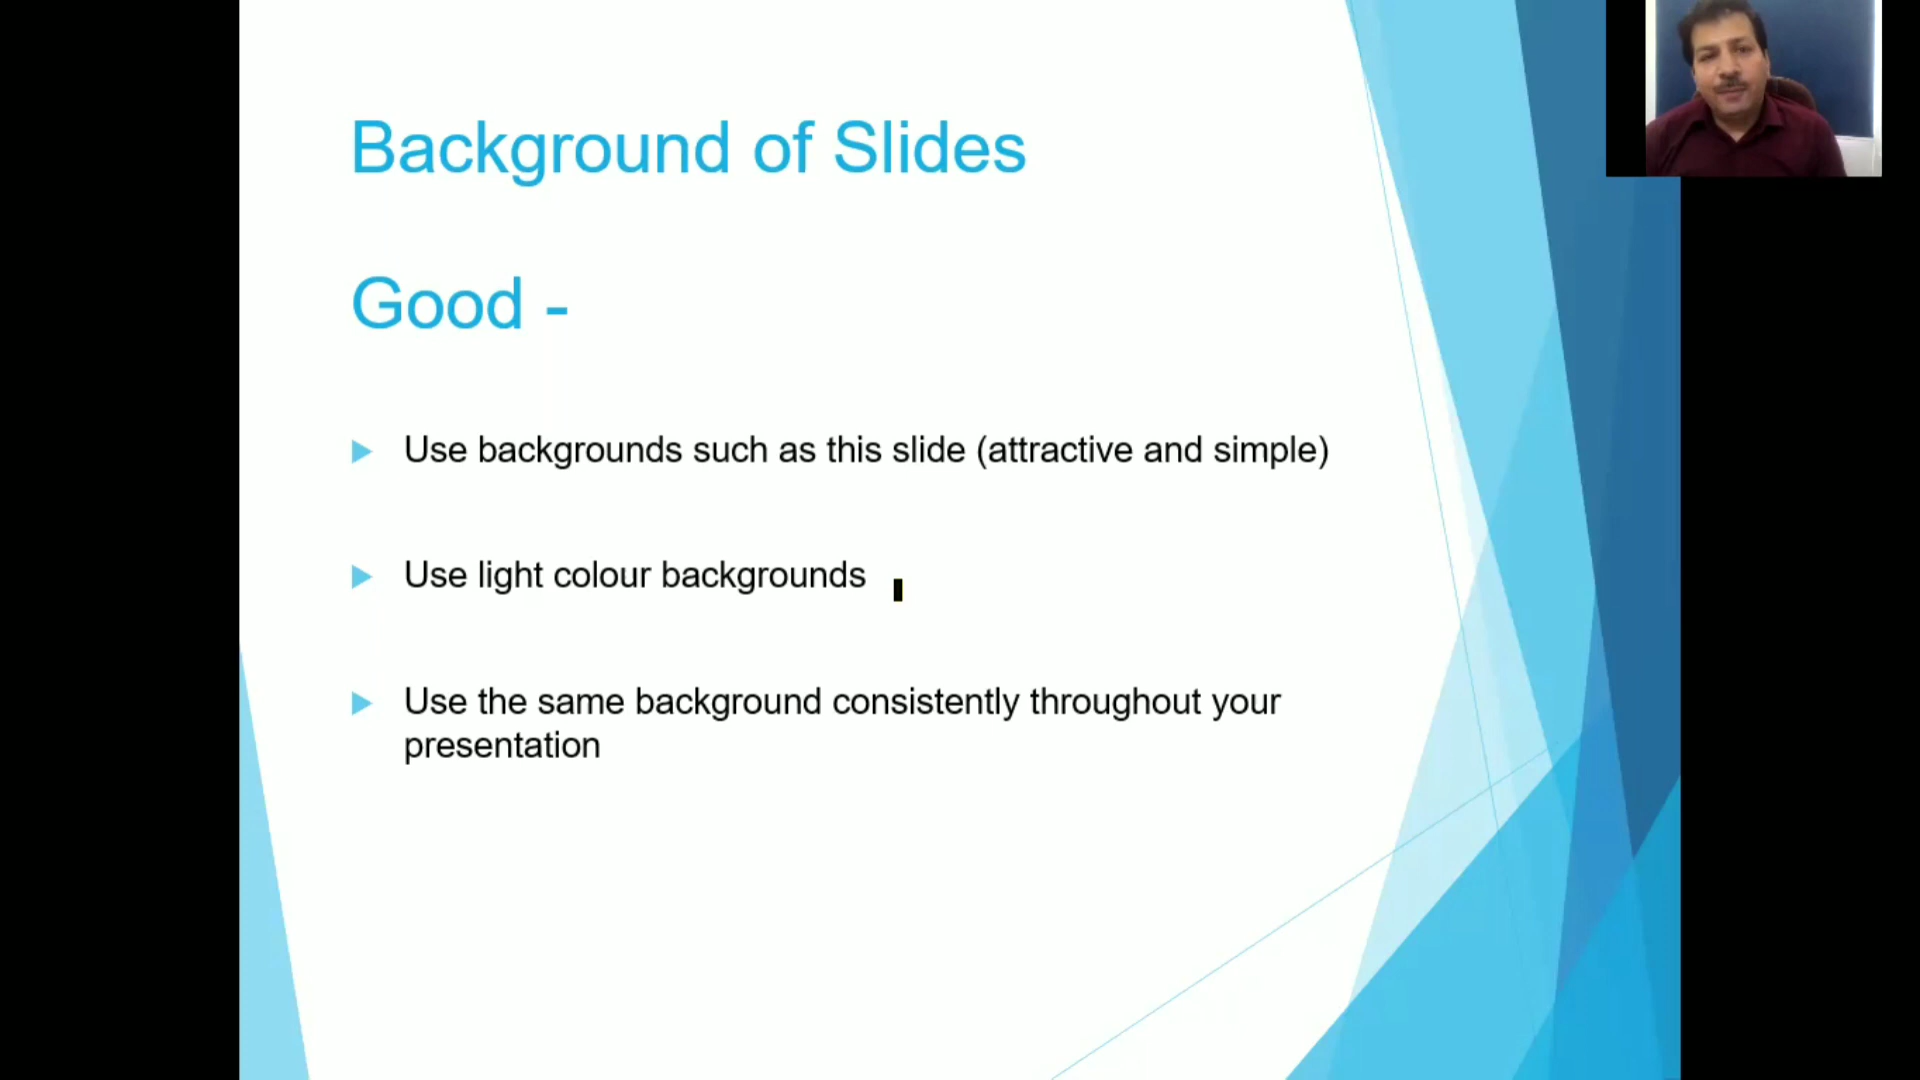 Background of Slides
Good -
Use backgrounds such as this slide (attractive and simple)
Use light colour backgrounds
Use the same background consistently throughout your
presentation